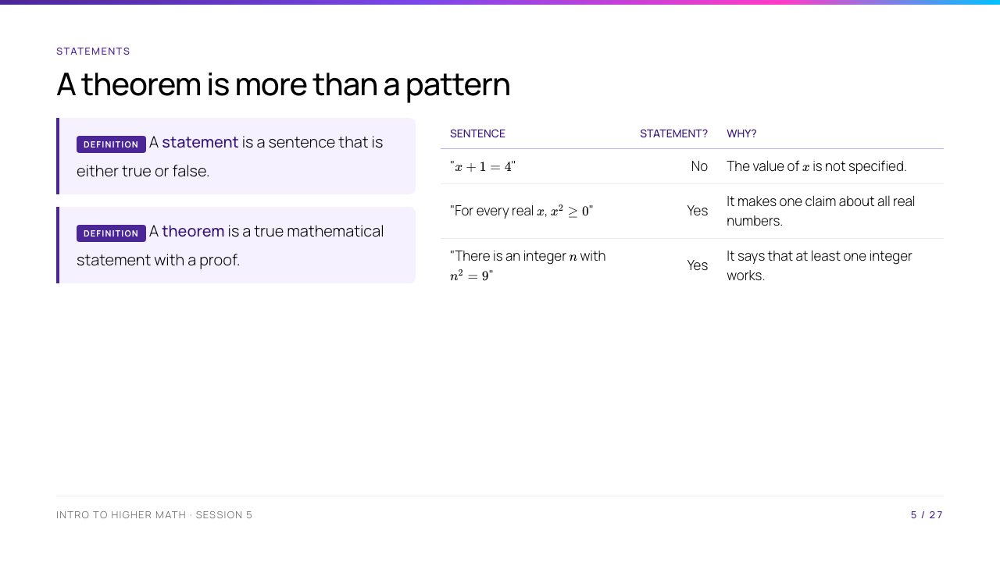 STATEMENTS
A theorem is more than a pattern
DEFINITION A statement is a sentence that is
either true or false.
DEFINITION A theorem is a true mathematical
statement with a proof.
SENTENCE STATEMENT? WHY?
"x + 1 = 4" No The value of x is not specified.
"For every real x, x² ≥ 0" Yes It makes one claim about all real
numbers.
"There is an integer n with
n² = 9" Yes It says that at least one integer
works.
INTRO TO HIGHER MATH · SESSION 5
5 / 27